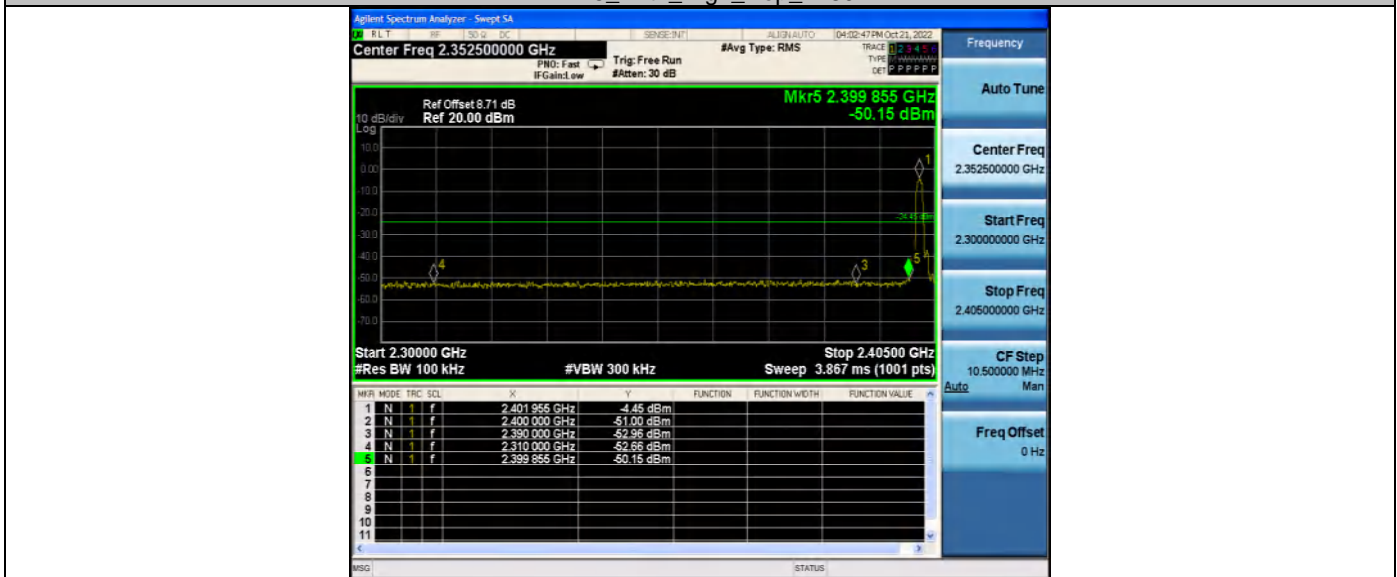 Agilent Spectrum Analyzer - Swept SA
RLT RF 50 Ω DC SENSE:INT ALIGN AUTO 04:02:47 PM Oct 21, 2022
Center Freq 2.352500000 GHz
PNO: Fast
IFGain:Low
Trig: Free Run
#Atten: 30 dB
#Avg Type: RMS
TRACE 1 2 3 4 5 6
TYPE
DET P P P P P P
Mkr5 2.399 855 GHz
-50.15 dBm
Ref Offset 8.71 dB
10 dB/div Ref 20.00 dBm
Log
10.0
0.00
-10.0
-20.0
-30.0
-40.0
-50.0
-60.0
-70.0
1
-24.45 dBm
4
3
5
Start 2.30000 GHz Stop 2.40500 GHz
#Res BW 100 kHz #VBW 300 kHz Sweep 3.867 ms (1001 pts)
MKR MODE TRC SCL X Y FUNCTION FUNCTION WIDTH FUNCTION VALUE
1 N 1 f 2.401 955 GHz -4.45 dBm
2 N 1 f 2.400 000 GHz -51.00 dBm
3 N 1 f 2.390 000 GHz -52.96 dBm
4 N 1 f 2.310 000 GHz -52.66 dBm
5 N 1 f 2.399 855 GHz -50.15 dBm
6
7
8
9
10
11
MSG STATUS
Frequency
Auto Tune
Center Freq
2.352500000 GHz
Start Freq
2.300000000 GHz
Stop Freq
2.405000000 GHz
CF Step
10.500000 MHz
Auto Man
Freq Offset
0 Hz